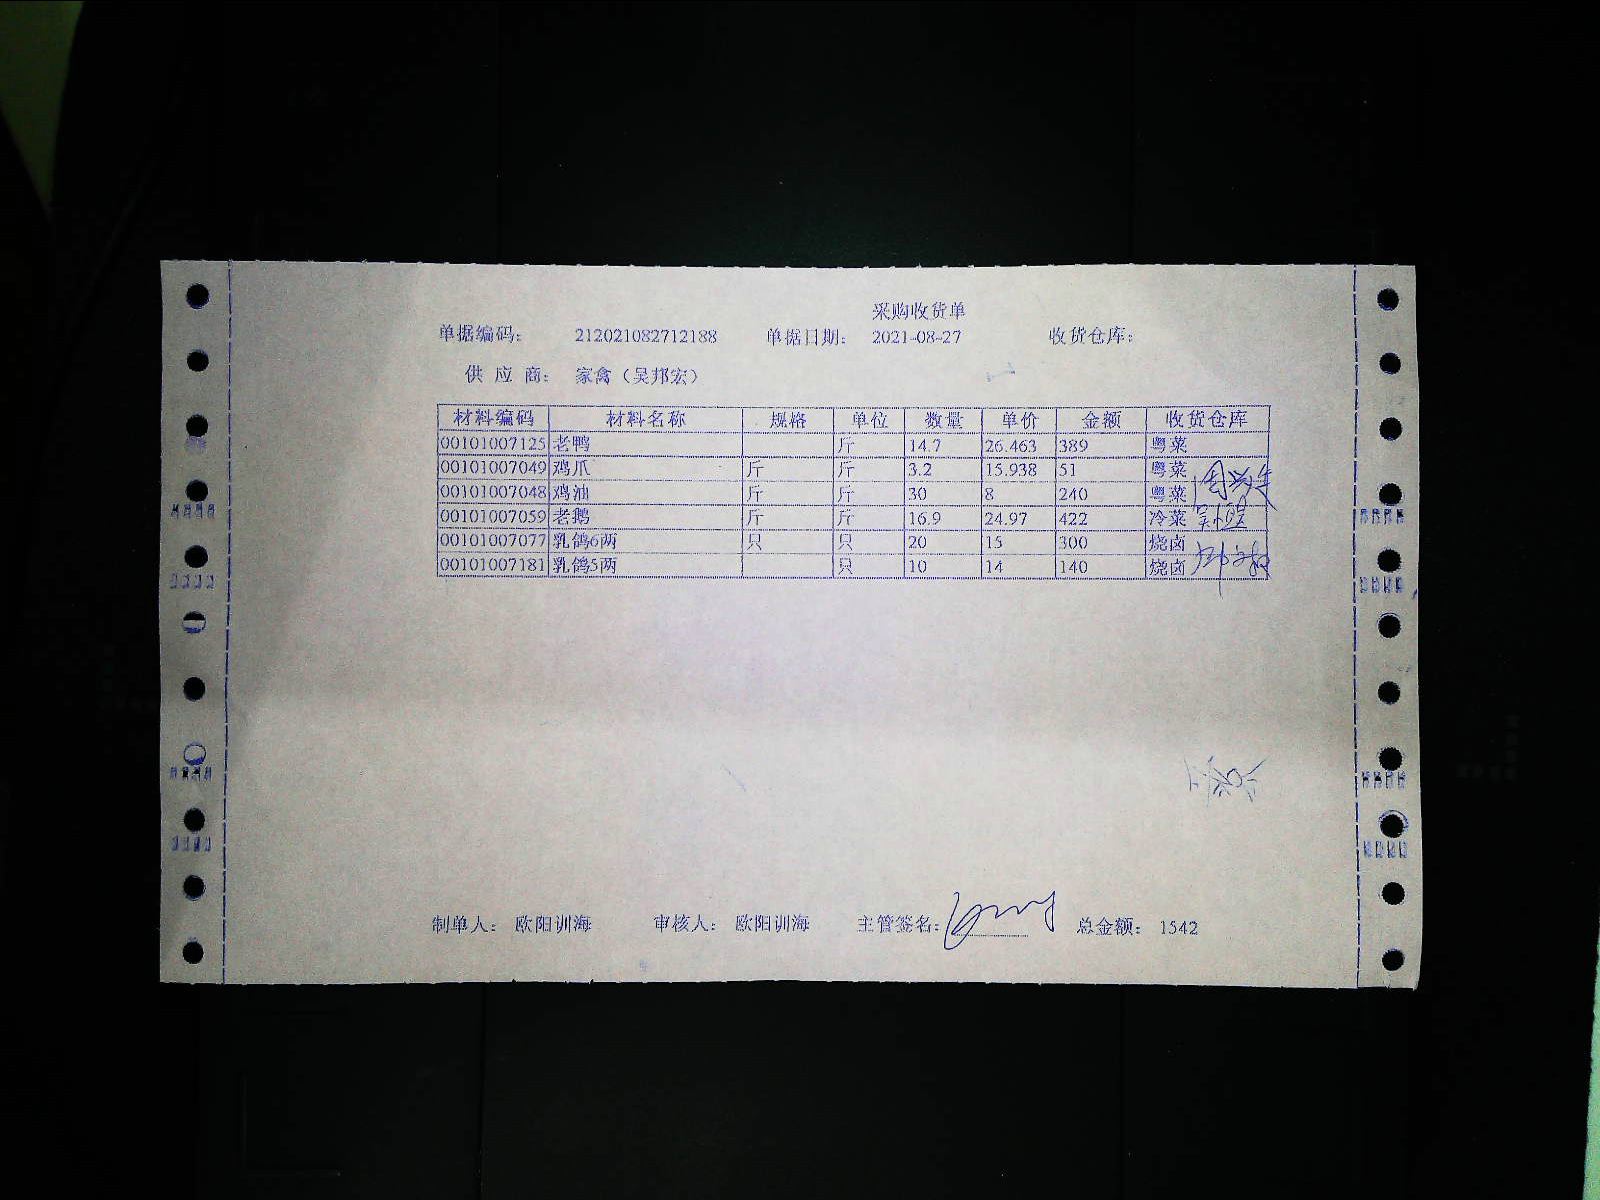 采购收货单
单据编码: 212021082712188 单据日期: 2021-08-27 收货仓库:
供 应 商: 家禽（吴邦宏）
材料编码 材料名称 规格 单位 数量 单价 金额 收货仓库
00101007125 老鸭 斤 14.7 26.463 389 粤菜
00101007049 鸡爪 斤 斤 3.2 15.938 51 粤菜
00101007048 鸡油 斤 斤 30 8 240 粤菜
00101007059 老鹅 斤 斤 16.9 24.97 422 冷菜
00101007077 乳鸽6两 只 只 20 15 300 烧卤
00101007181 乳鸽5两 只 10 14 140 烧卤
制单人: 欧阳训海 审核人: 欧阳训海 主管签名: 总金额: 1542